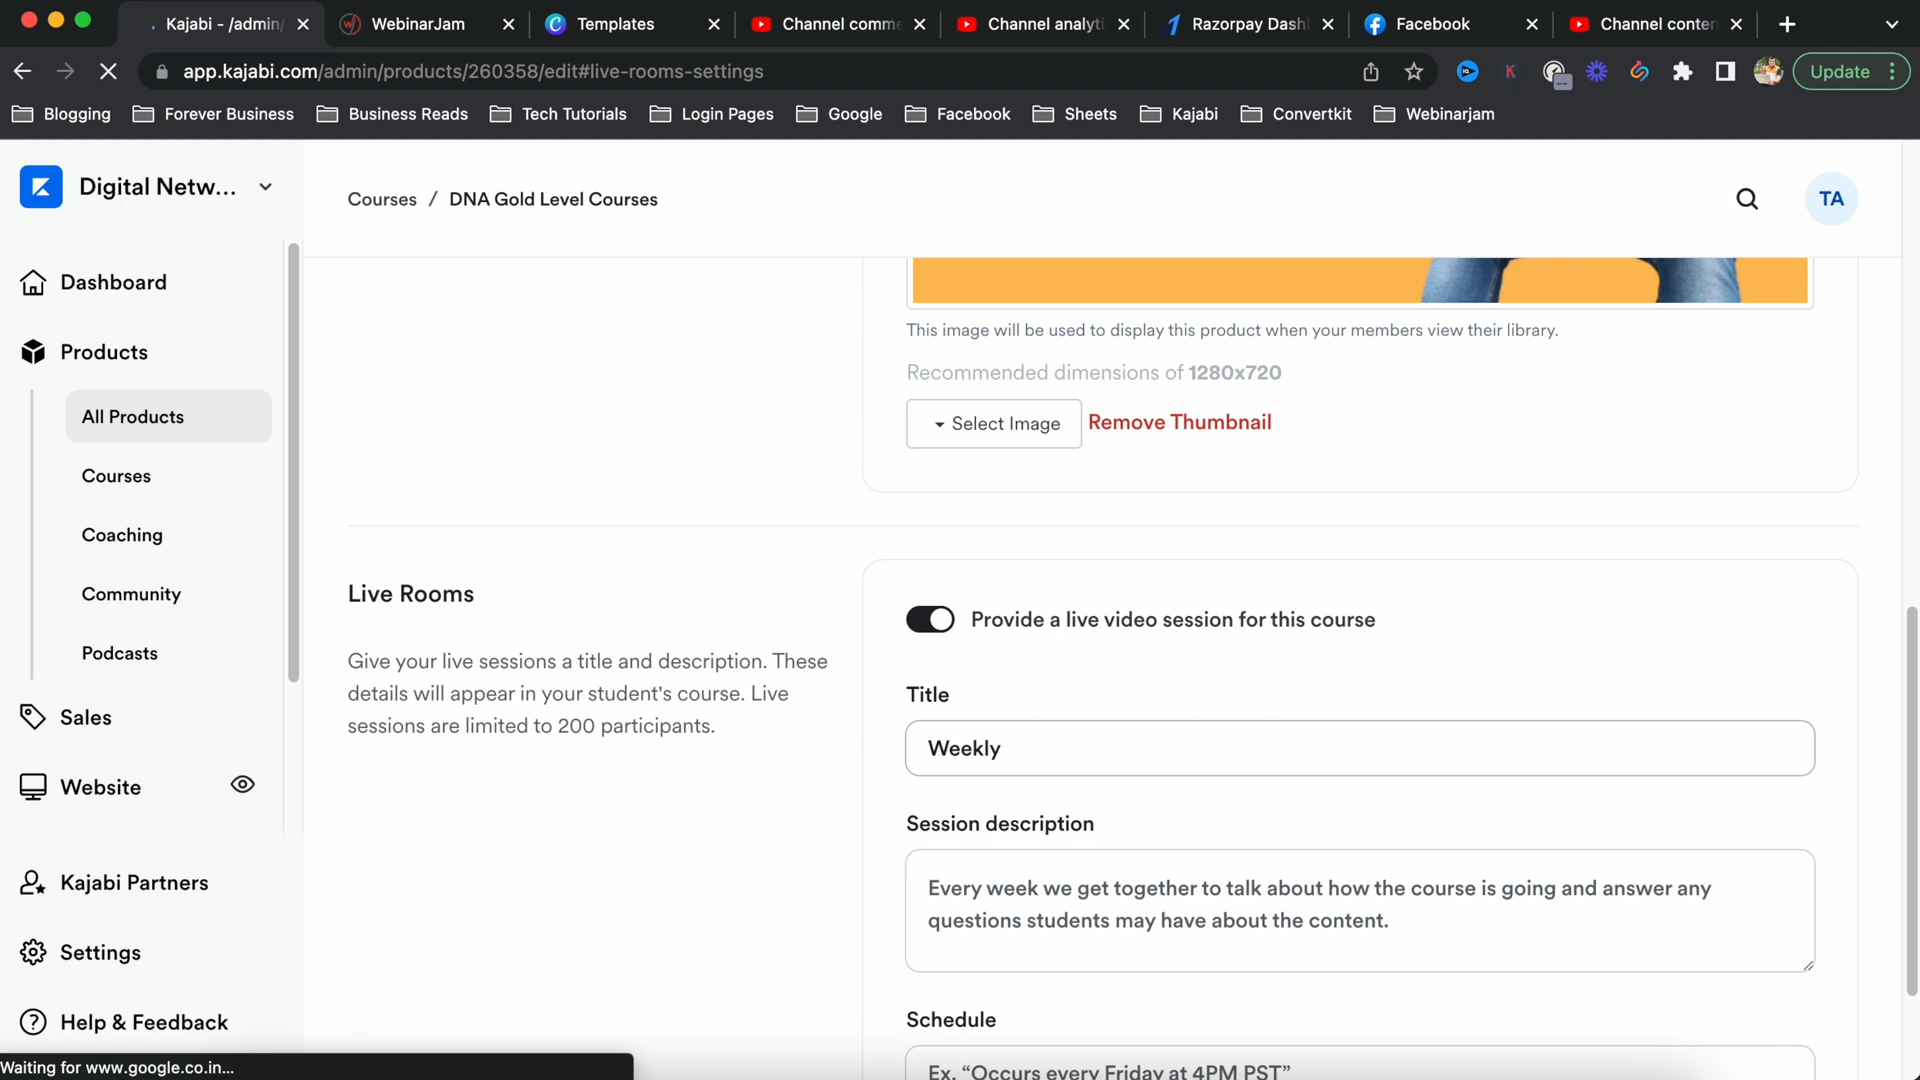 Kajabi - /admin/
WebinarJam
Templates
Channel comme
Channel analyti
Razorpay Dash
Facebook
Channel conten
app.kajabi.com/admin/products/260358/edit#live-rooms-settings
Update
Blogging
Forever Business
Business Reads
Tech Tutorials
Login Pages
Google
Facebook
Sheets
Kajabi
Convertkit
Webinarjam
Digital Netw...
Courses / DNA Gold Level Courses
TA
Dashboard
Products
All Products
Courses
Coaching
Community
Podcasts
Sales
Website
Kajabi Partners
Settings
Help & Feedback
This image will be used to display this product when your members view their library.
Recommended dimensions of 1280x720
Select Image
Remove Thumbnail
Live Rooms
Give your live sessions a title and description. These
details will appear in your student's course. Live
sessions are limited to 200 participants.
Provide a live video session for this course
Title
Weekly
Session description
Every week we get together to talk about how the course is going and answer any
questions students may have about the content.
Schedule
Ex. “Occurs every Friday at 4PM PST”
Waiting for www.google.co.in...